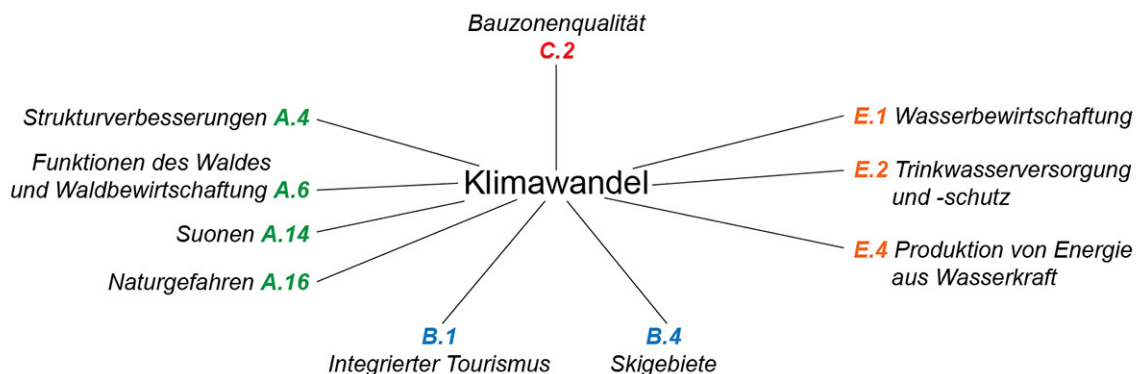 Bauzonenqualität
C.2
Strukturverbesserungen A.4
Funktionen des Waldes
und Waldbewirtschaftung A.6
Suonen A.14
Naturgefahren A.16
Klimawandel
E.1 Wasserbewirtschaftung
E.2 Trinkwasserversorgung
und -schutz
E.4 Produktion von Energie
aus Wasserkraft
B.1
Integrierter Tourismus
B.4
Skigebiete